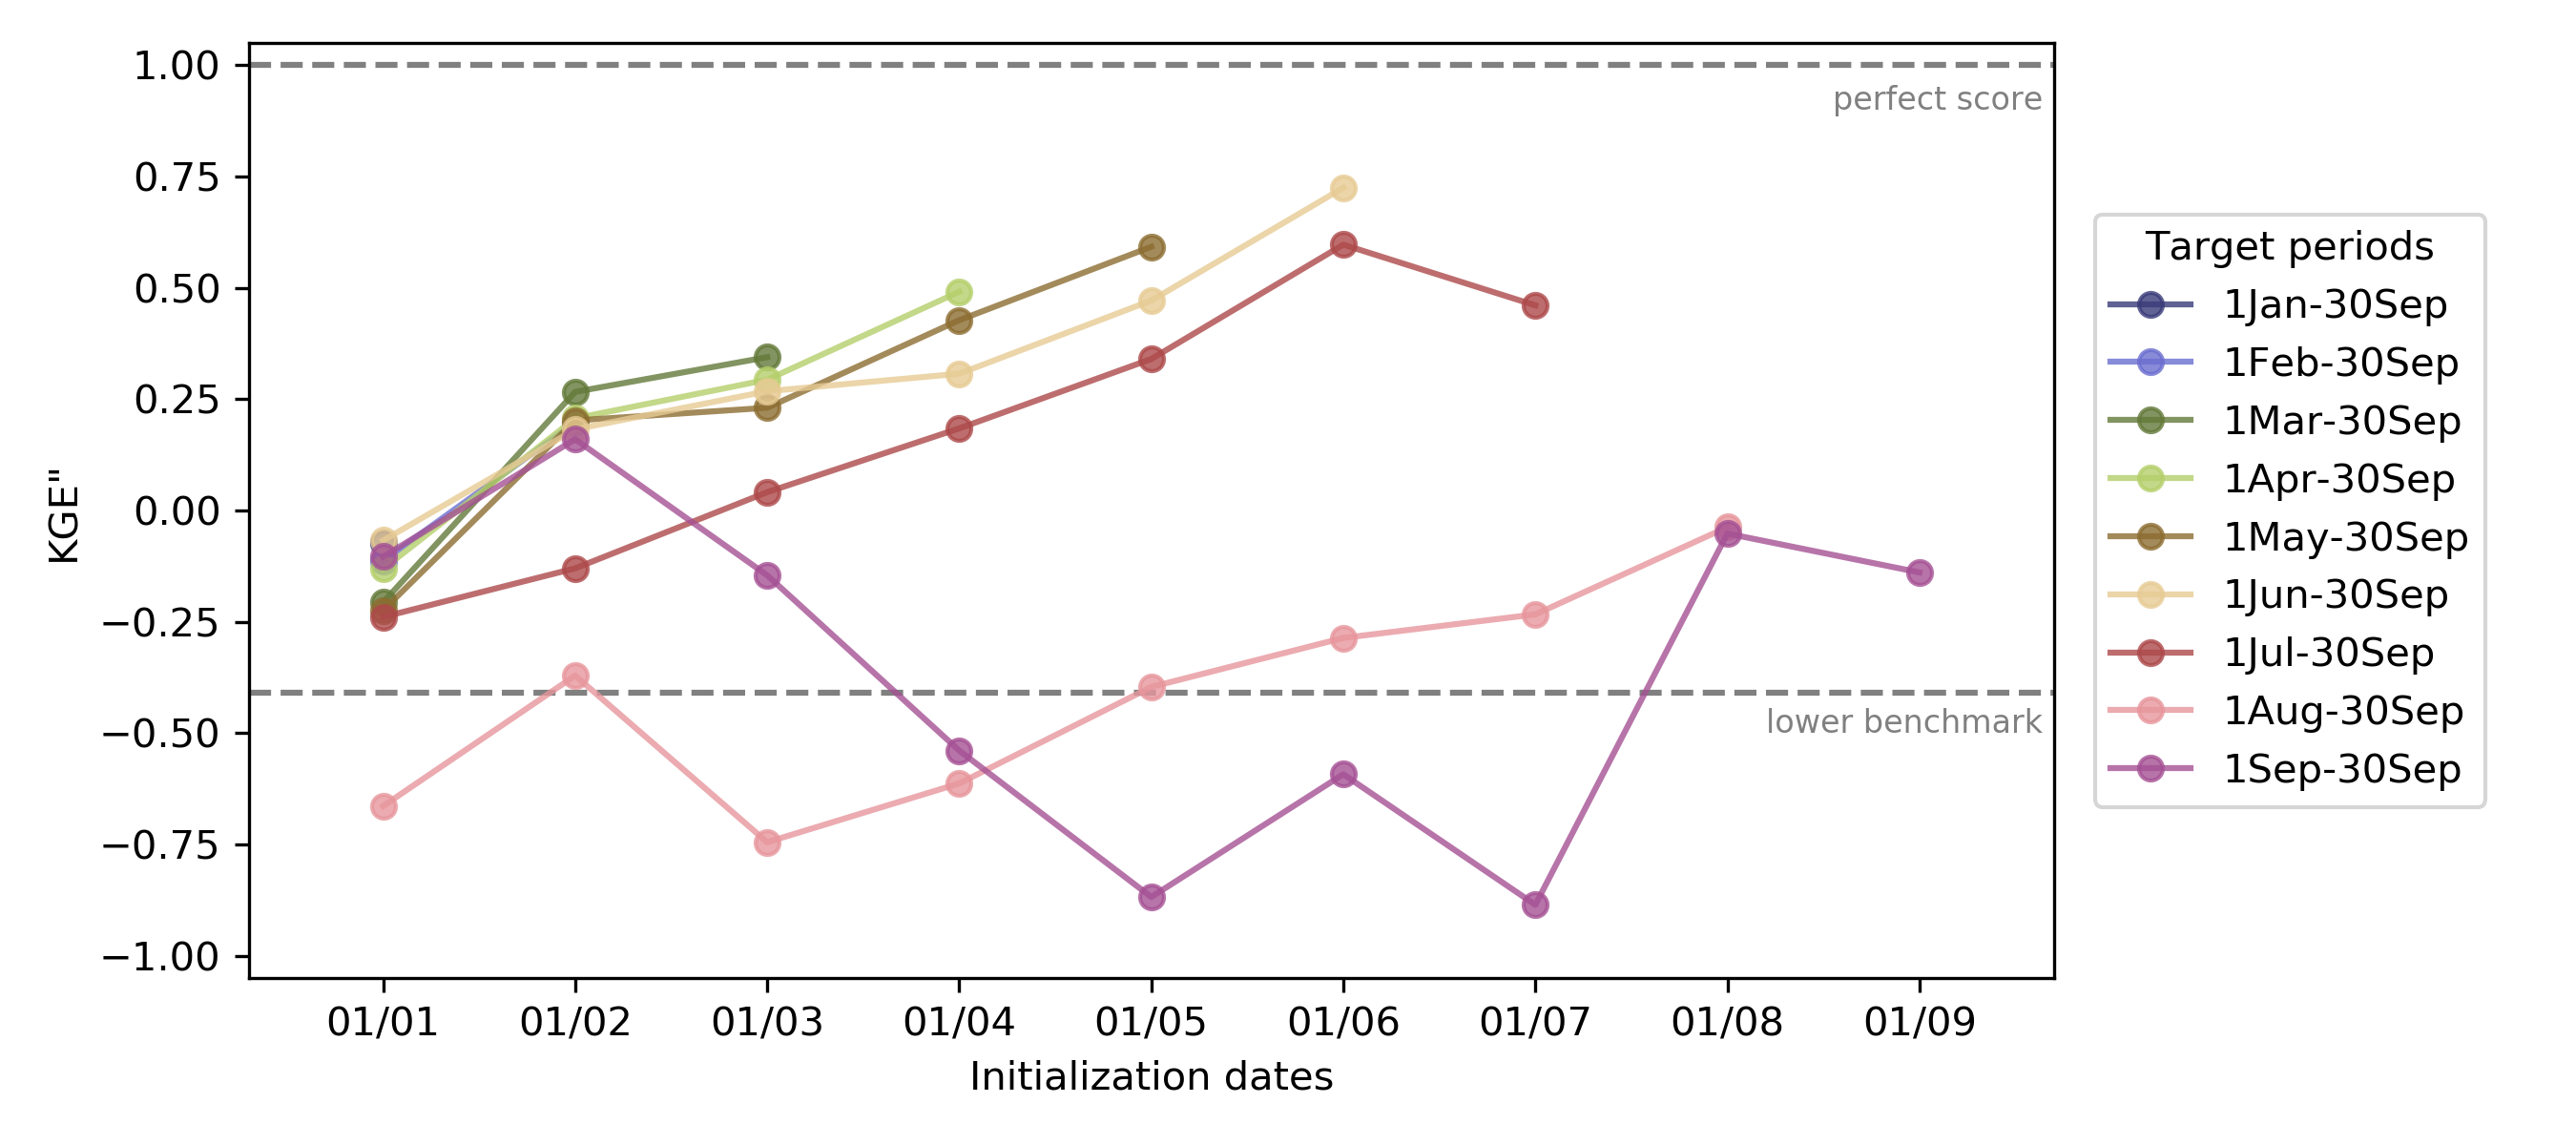 1.00
0.75
0.50
0.25
0.00
−0.25
−0.50
−0.75
−1.00
KGE"
perfect score
lower benchmark
01/01 01/02 01/03 01/04 01/05 01/06 01/07 01/08 01/09
Initialization dates
Target periods
1Jan-30Sep
1Feb-30Sep
1Mar-30Sep
1Apr-30Sep
1May-30Sep
1Jun-30Sep
1Jul-30Sep
1Aug-30Sep
1Sep-30Sep